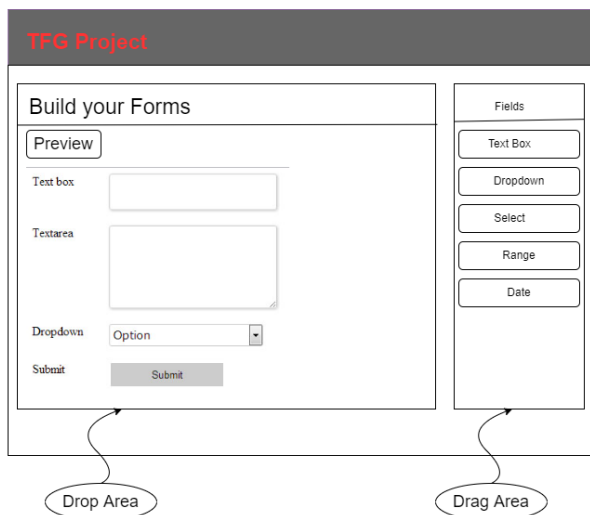 TFG Project
Build your Forms
Preview
Text box
Textarea
Dropdown
Option
Submit
Submit
Fields
Text Box
Dropdown
Select
Range
Date
Drop Area
Drag Area